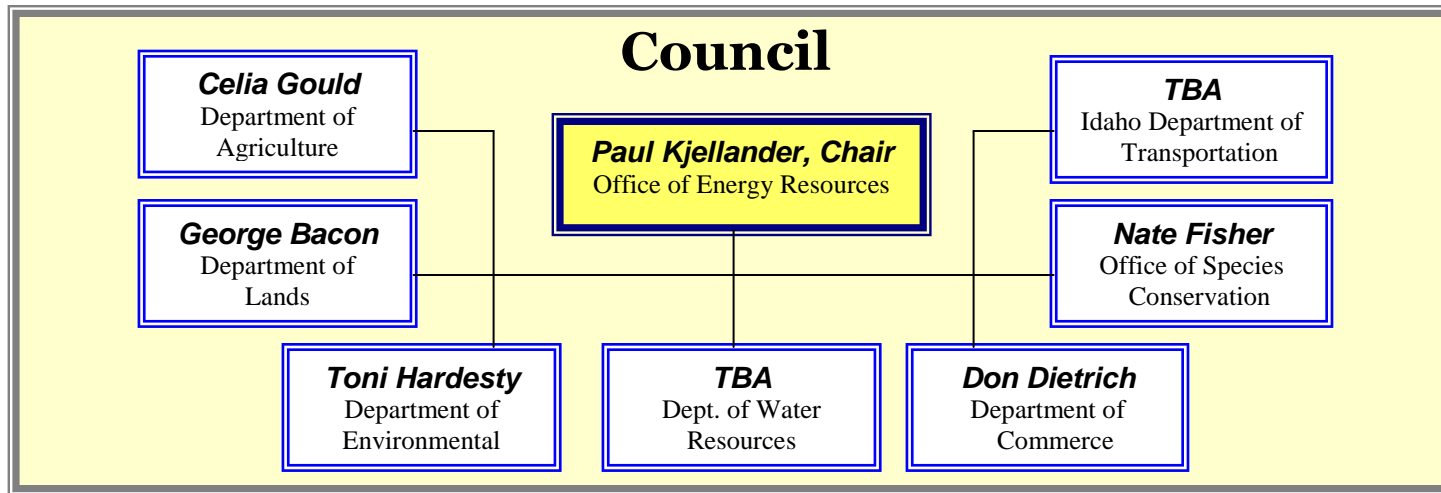 Council
Celia Gould
Department of
Agriculture
Paul Kjellander, Chair
Office of Energy Resources
TBA
Idaho Department of
Transportation
George Bacon
Department of
Lands
Nate Fisher
Office of Species
Conservation
Toni Hardesty
Department of
Environmental
TBA
Dept. of Water
Resources
Don Dietrich
Department of
Commerce